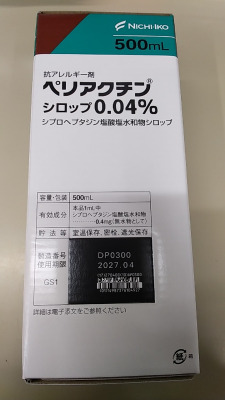 NICHI-IKO
500mL
抗アレルギー剤
ペリアクチン®
シロップ0.04%
シプロヘプタジン塩酸塩水和物シロップ
容量・包装 500mL
有効成分 本品1mL中
シプロヘプタジン塩酸塩水和物
0.4mg(無水物として)
貯法等 室温保存、密栓、遮光保存
製造番号 DP0300
使用期限 2027.04
GS1
詳細は電子添文をご参照ください
紙 箱